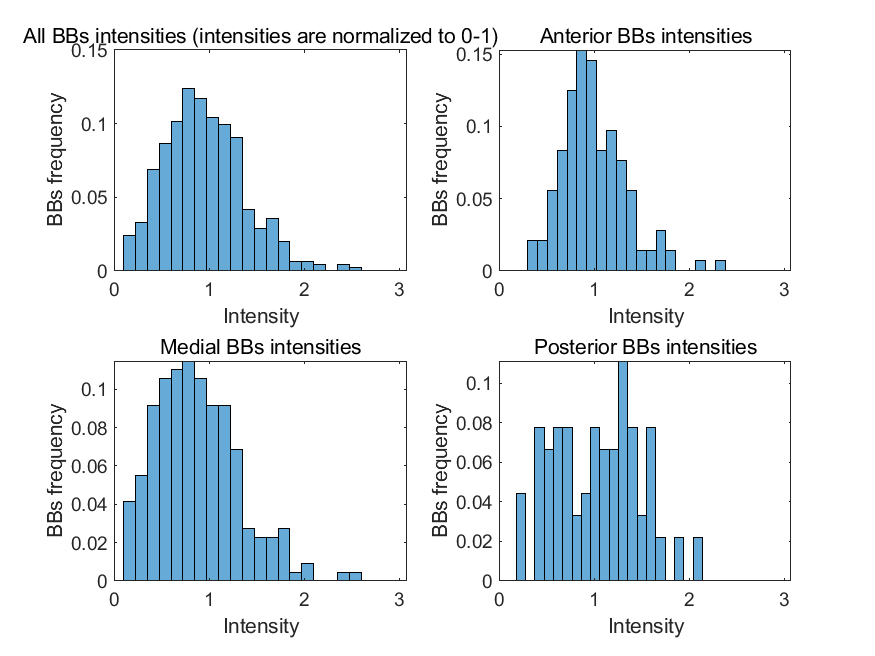 All BBs intensities (intensities are normalized to 0-1)
0.15
0.1
0.05
0
BBs frequency
0 1 2 3
Intensity
Anterior BBs intensities
0.15
0.1
0.05
0
BBs frequency
0 1 2 3
Intensity
Medial BBs intensities
0.1
0.08
0.06
0.04
0.02
0
BBs frequency
0 1 2 3
Intensity
Posterior BBs intensities
0.1
0.08
0.06
0.04
0.02
0
BBs frequency
0 1 2 3
Intensity